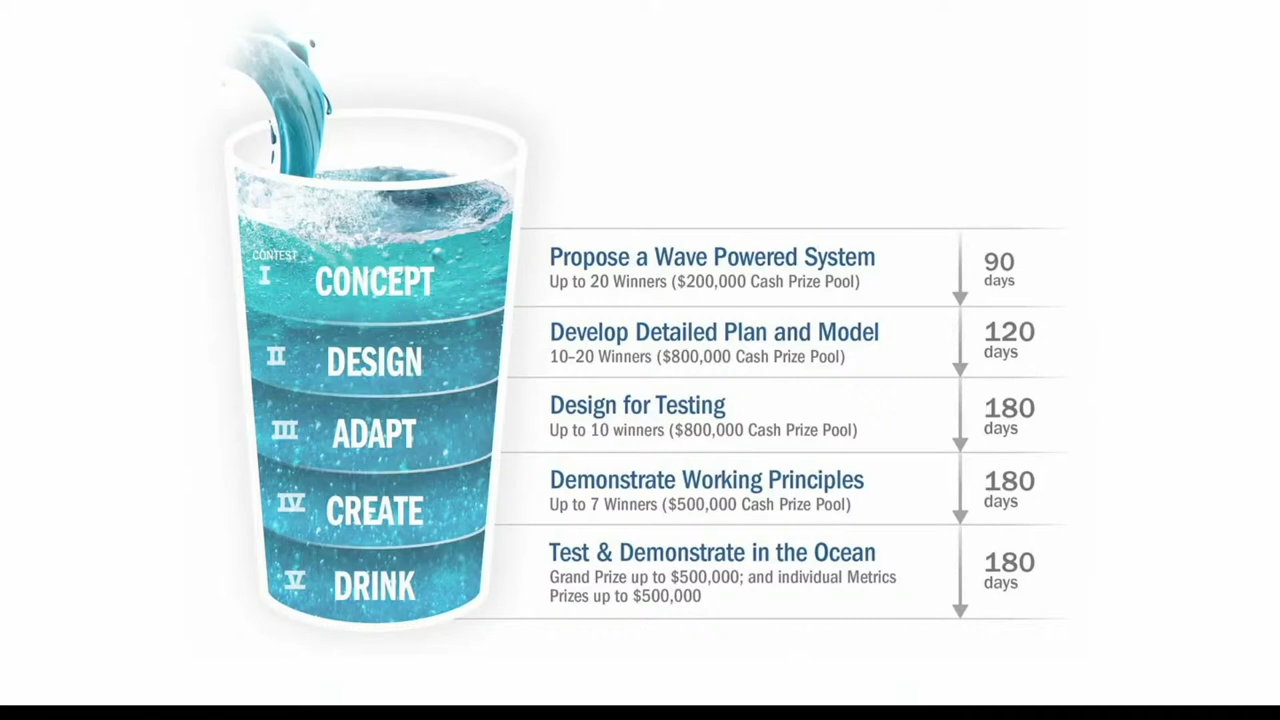 CONTEST
I
CONCEPT
Propose a Wave Powered System
Up to 20 Winners ($200,000 Cash Prize Pool)
90
days
II
DESIGN
Develop Detailed Plan and Model
10–20 Winners ($800,000 Cash Prize Pool)
120
days
III
ADAPT
Design for Testing
Up to 10 winners ($800,000 Cash Prize Pool)
180
days
IV
CREATE
Demonstrate Working Principles
Up to 7 Winners ($500,000 Cash Prize Pool)
180
days
V
DRINK
Test & Demonstrate in the Ocean
Grand Prize up to $500,000; and individual Metrics
Prizes up to $500,000
180
days